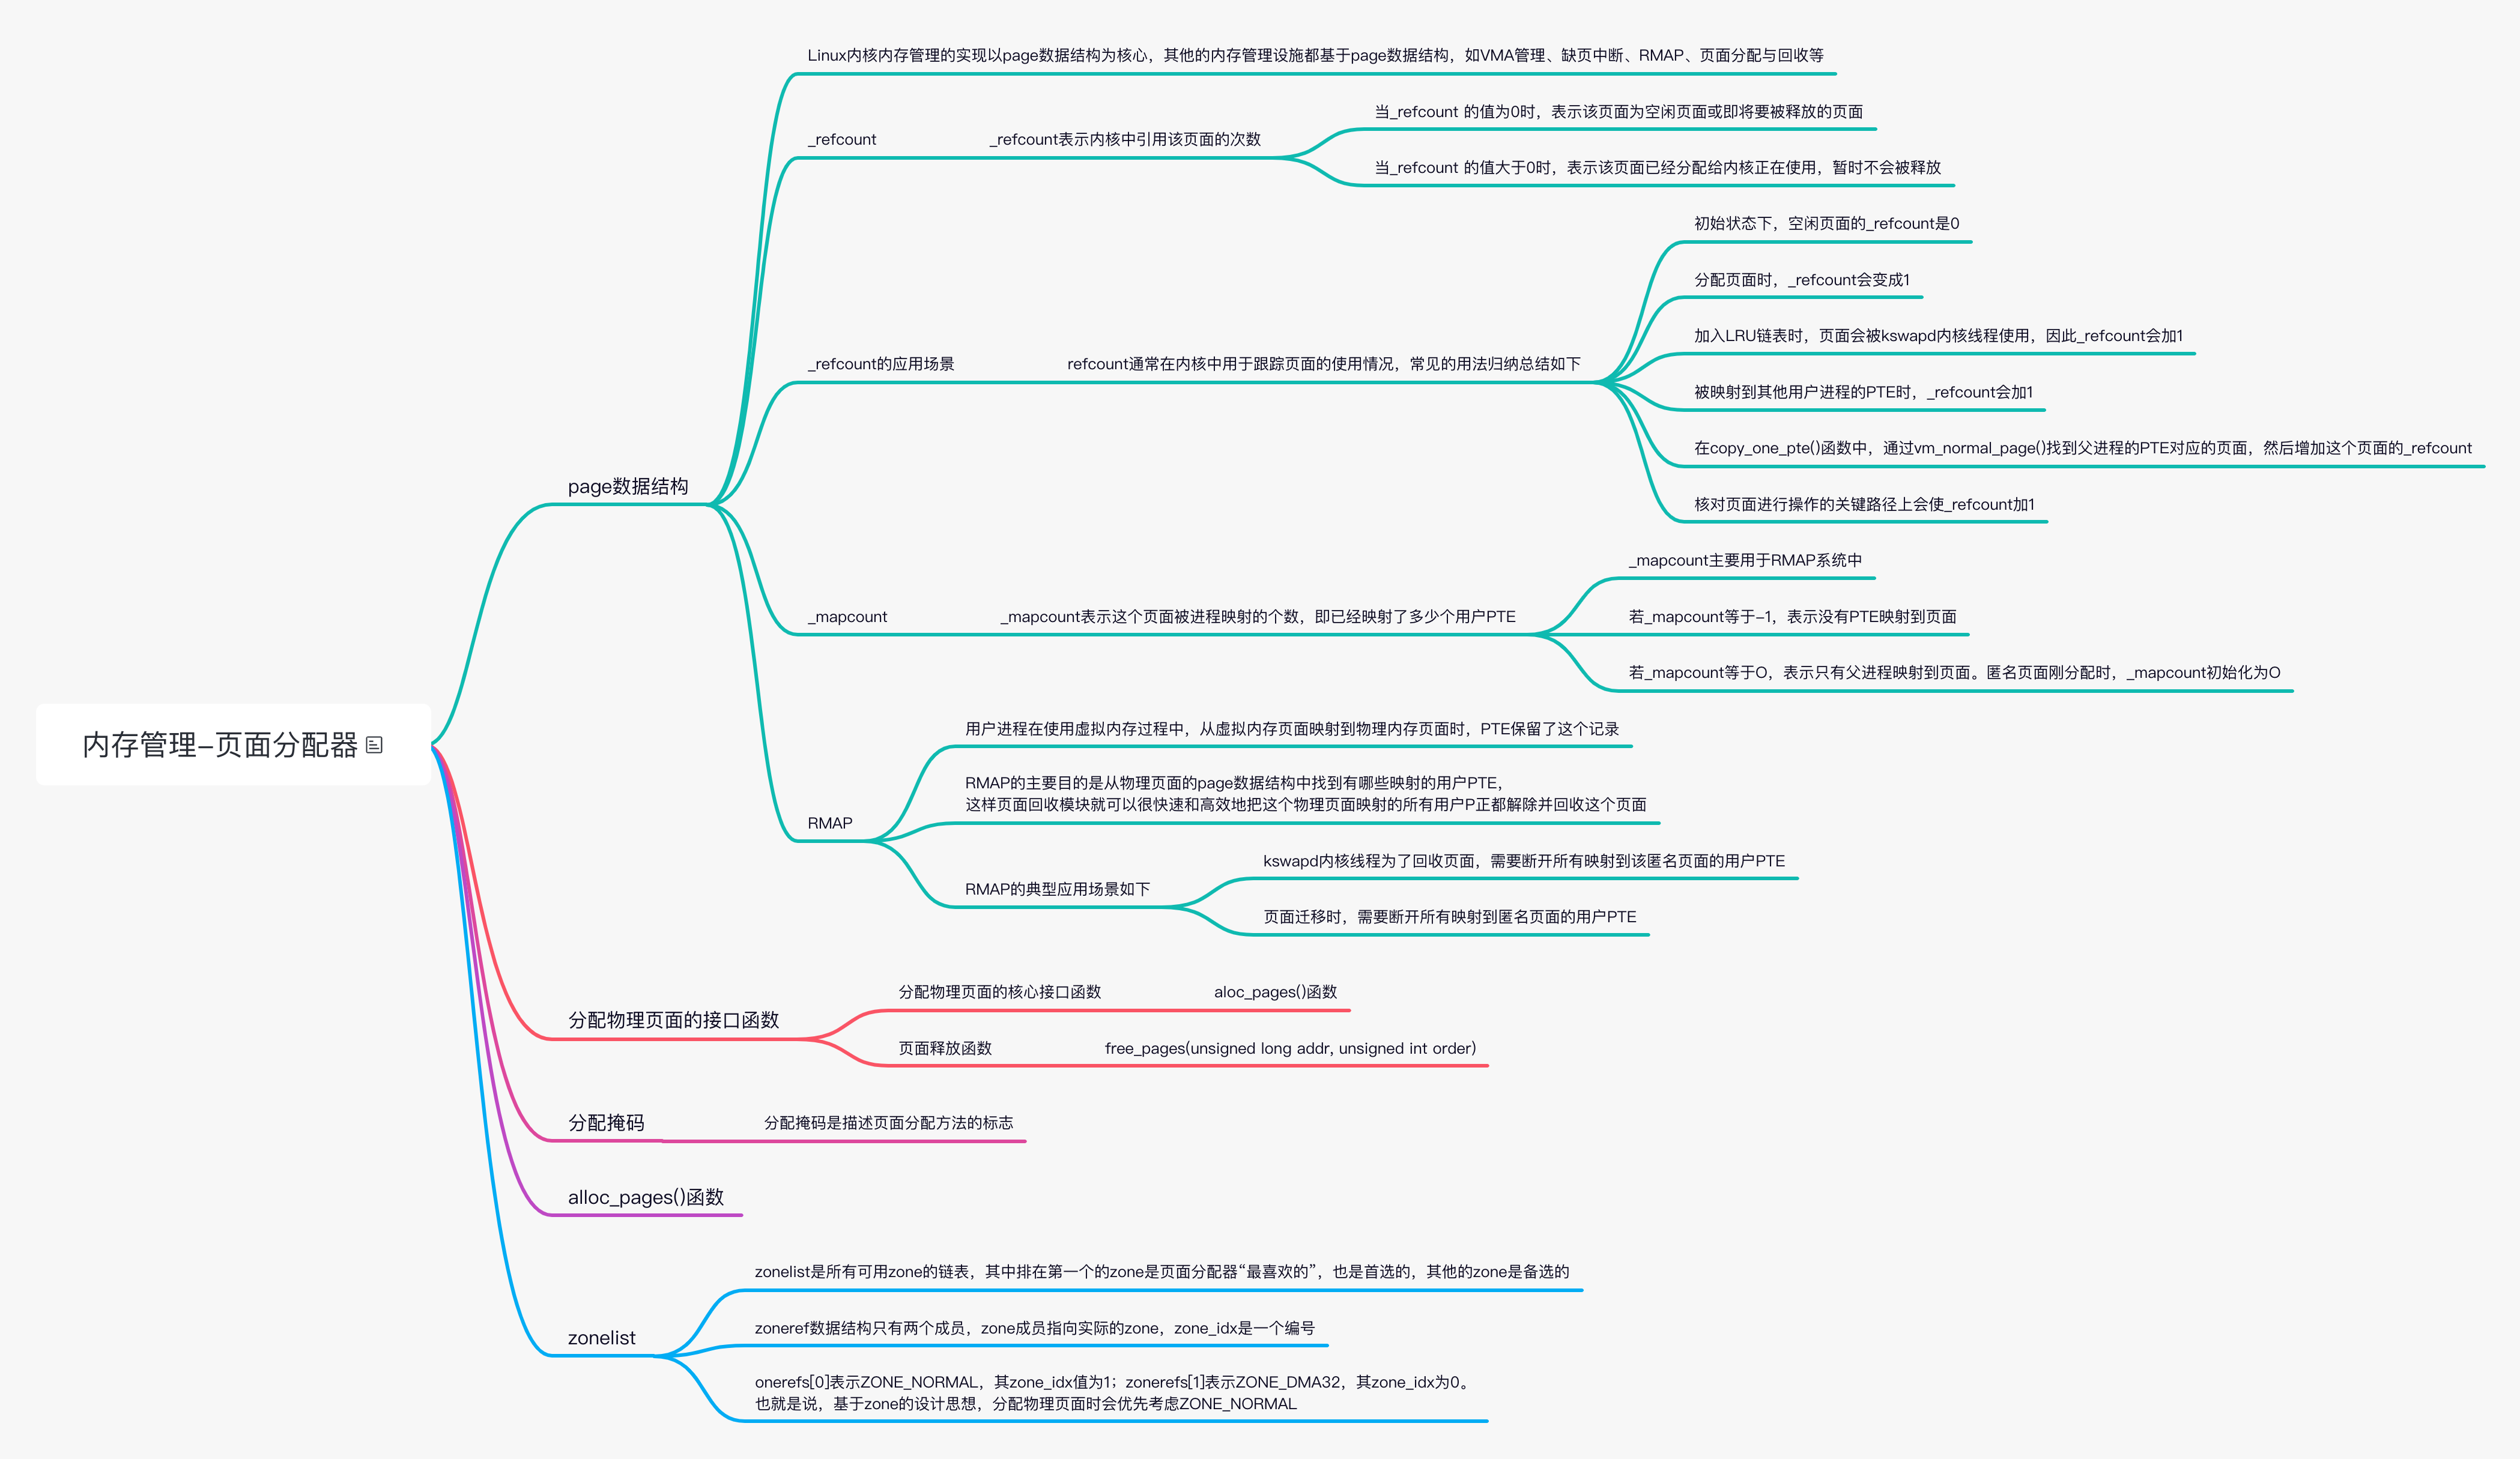 内存管理-页面分配器
page数据结构
Linux内核内存管理的实现以page数据结构为核心，其他的内存管理设施都基于page数据结构，如VMA管理、缺页中断、RMAP、页面分配与回收等
_refcount
_refcount表示内核中引用该页面的次数
当_refcount 的值为0时，表示该页面为空闲页面或即将要被释放的页面
当_refcount 的值大于0时，表示该页面已经分配给内核正在使用，暂时不会被释放
_refcount的应用场景
refcount通常在内核中用于跟踪页面的使用情况，常见的用法归纳总结如下
初始状态下，空闲页面的_refcount是0
分配页面时，_refcount会变成1
加入LRU链表时，页面会被kswapd内核线程使用，因此_refcount会加1
被映射到其他用户进程的PTE时，_refcount会加1
在copy_one_pte()函数中，通过vm_normal_page()找到父进程的PTE对应的页面，然后增加这个页面的_refcount
核对页面进行操作的关键路径上会使_refcount加1
_mapcount
_mapcount表示这个页面被进程映射的个数，即已经映射了多少个用户PTE
_mapcount主要用于RMAP系统中
若_mapcount等于-1，表示没有PTE映射到页面
若_mapcount等于O，表示只有父进程映射到页面。匿名页面刚分配时，_mapcount初始化为O
RMAP
用户进程在使用虚拟内存过程中，从虚拟内存页面映射到物理内存页面时，PTE保留了这个记录
RMAP的主要目的是从物理页面的page数据结构中找到有哪些映射的用户PTE，
这样页面回收模块就可以很快速和高效地把这个物理页面映射的所有用户P正都解除并回收这个页面
RMAP的典型应用场景如下
kswapd内核线程为了回收页面，需要断开所有映射到该匿名页面的用户PTE
页面迁移时，需要断开所有映射到匿名页面的用户PTE
分配物理页面的接口函数
分配物理页面的核心接口函数
aloc_pages()函数
页面释放函数
free_pages(unsigned long addr, unsigned int order)
分配掩码
分配掩码是描述页面分配方法的标志
alloc_pages()函数
zonelist
zonelist是所有可用zone的链表，其中排在第一个的zone是页面分配器“最喜欢的”，也是首选的，其他的zone是备选的
zoneref数据结构只有两个成员，zone成员指向实际的zone，zone_idx是一个编号
onerefs[0]表示ZONE_NORMAL，其zone_idx值为1；zonerefs[1]表示ZONE_DMA32，其zone_idx为0。
也就是说，基于zone的设计思想，分配物理页面时会优先考虑ZONE_NORMAL